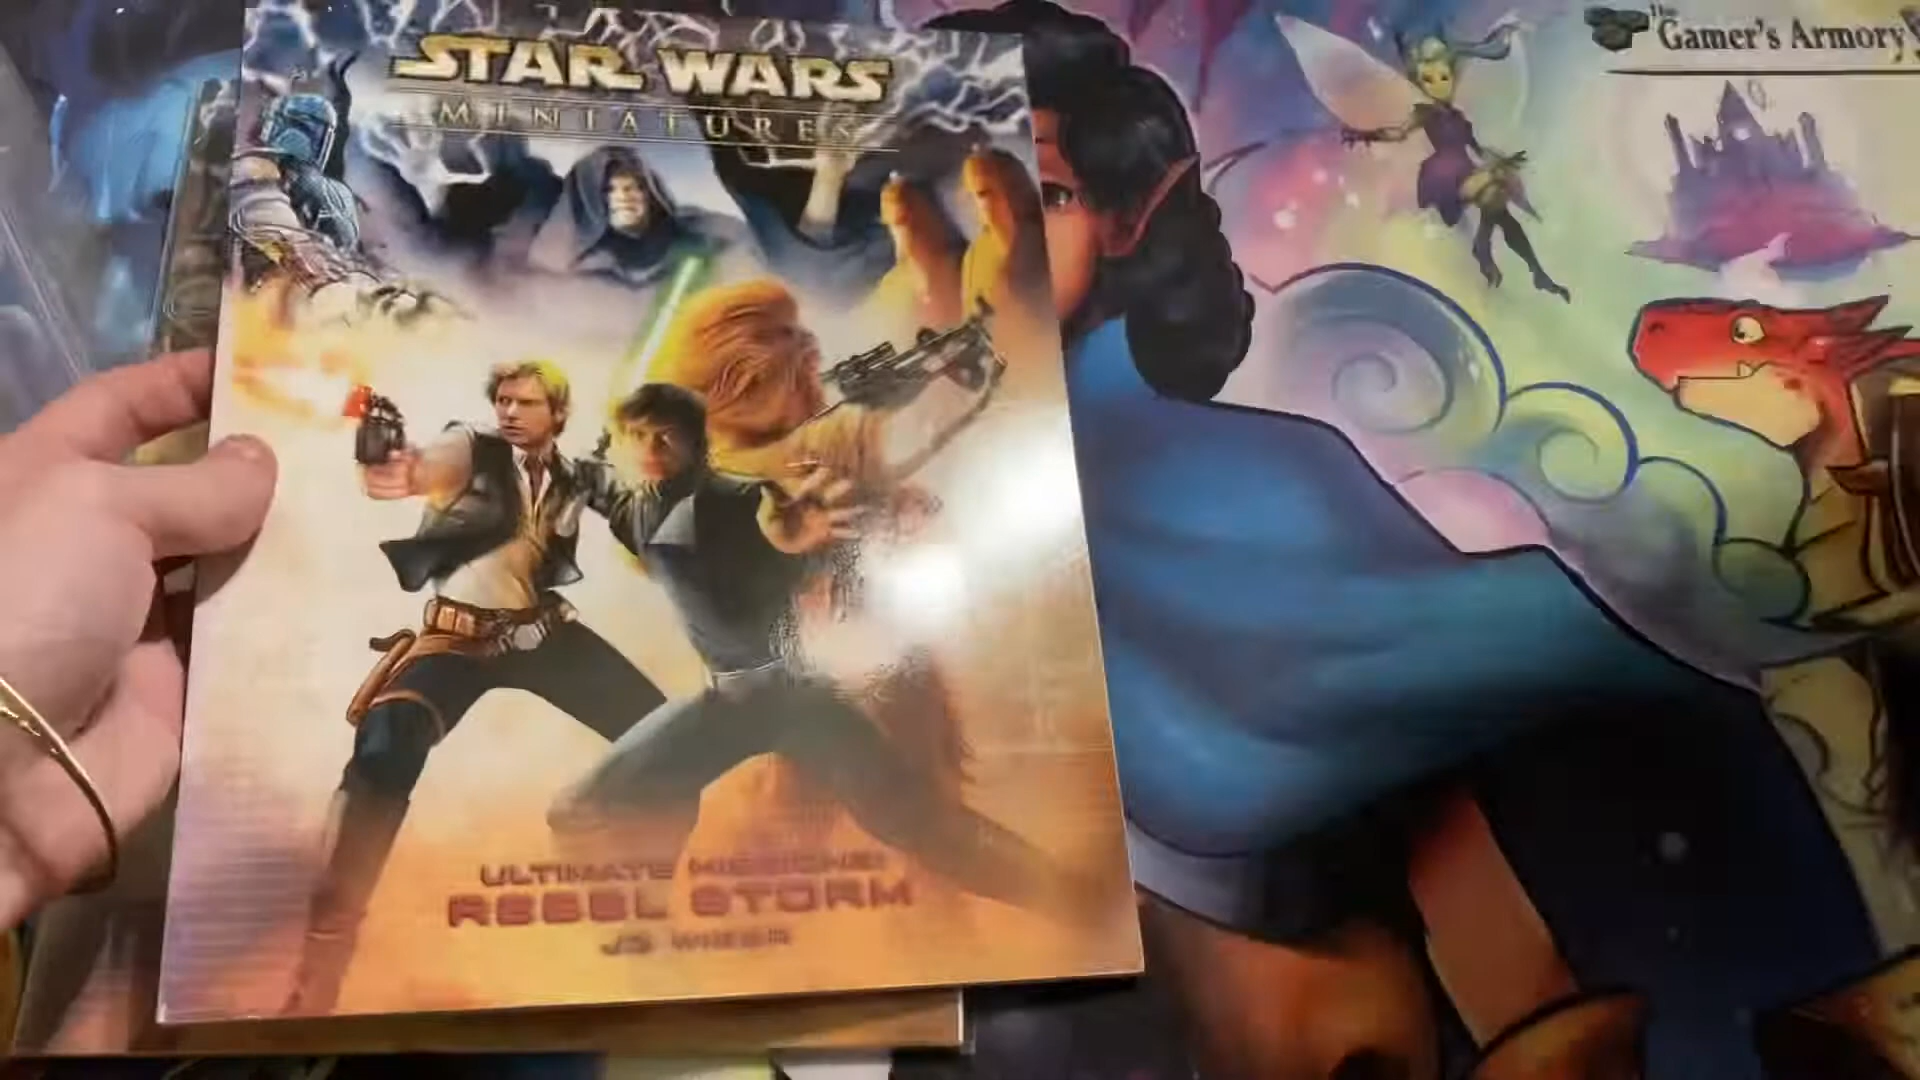 STAR WARS
MINIATURES
ULTIMATE MISSIONS:
REBEL STORM
The
Gamer's Armory